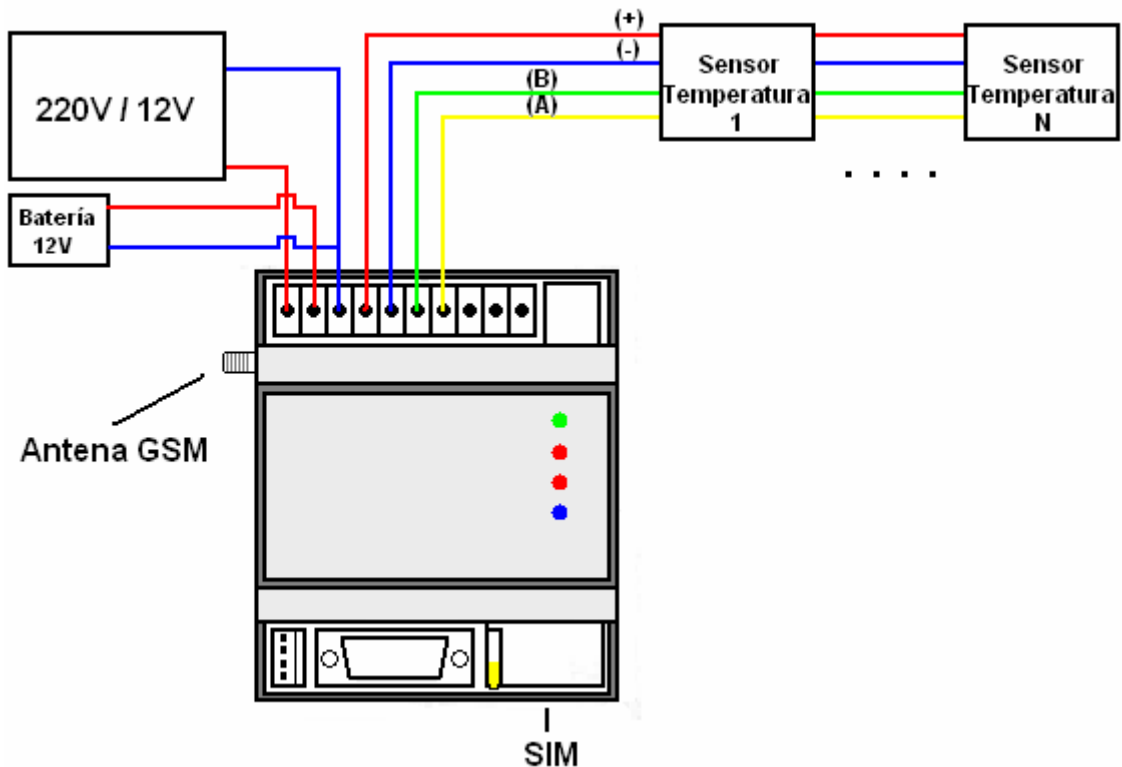 220V / 12V
Batería
12V
(+)
(-)
(B)
(A)
Sensor
Temperatura
1
Sensor
Temperatura
N
. . . .
Antena GSM
SIM